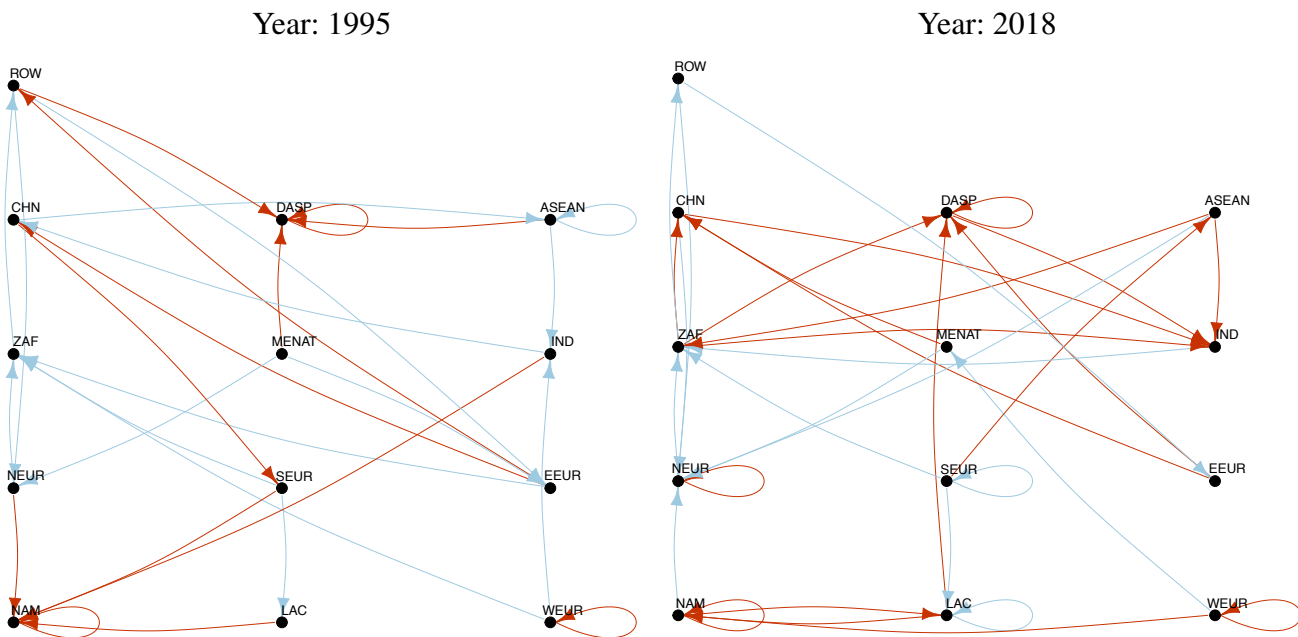 Year: 1995
ROW
CHN
DASP
ASEAN
ZAF
MENAT
IND
NEUR
SEUR
EEUR
NAM
LAC
WEUR
Year: 2018
ROW
CHN
DASP
ASEAN
ZAF
MENAT
IND
NEUR
SEUR
EEUR
NAM
LAC
WEUR